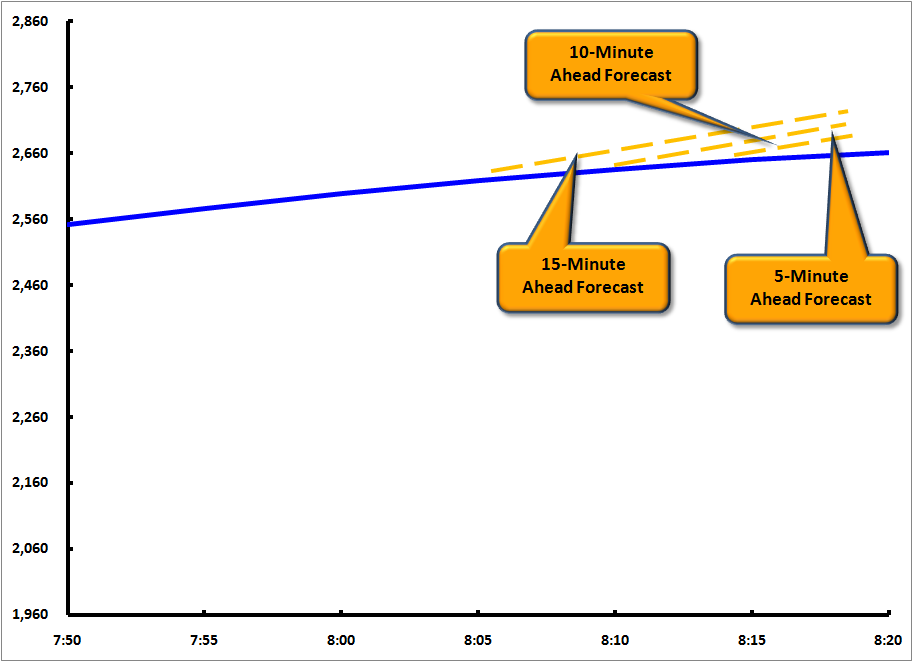 2,860
2,760
2,660
2,560
2,460
2,360
2,260
2,160
2,060
1,960
10-Minute
Ahead Forecast
15-Minute
Ahead Forecast
5-Minute
Ahead Forecast
7:50 7:55 8:00 8:05 8:10 8:15 8:20